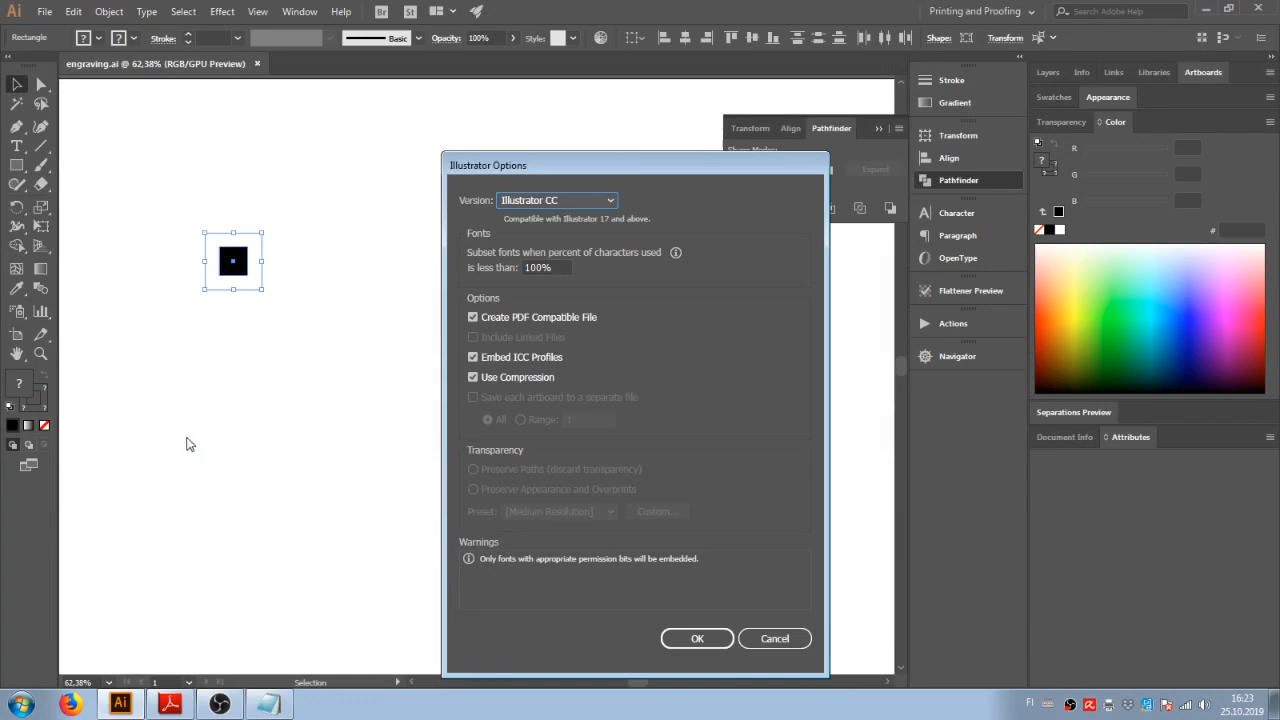 Ai File Edit Object Type Select Effect View Window Help Br St Printing and Proofing Search Adobe Help
Rectangle ? ? Stroke: Basic Opacity: 100% Style: Shape: Transform
engraving.ai @ 62,38% (RGB/GPU Preview) ×
Layers Info Links Libraries Artboards
Swatches Appearance
Transparency Color
R
G
B
#
Separations Preview
Document Info Attributes
Stroke
Gradient
Transform
Align
Pathfinder
Character
Paragraph
OpenType
Flattener Preview
Actions
Navigator
Transform Align Pathfinder
Shape Modes:
Expand
Illustrator Options
Version: Illustrator CC
Compatible with Illustrator 17 and above.
Fonts
Subset fonts when percent of characters used
is less than: 100%
Options
Create PDF Compatible File
Include Linked Files
Embed ICC Profiles
Use Compression
Save each artboard to a separate file
All Range: 1
Transparency
Preserve Paths (discard transparency)
Preserve Appearance and Overprints
Preset: [Medium Resolution] Custom...
Warnings
Only fonts with appropriate permission bits will be embedded.
OK Cancel
62,38% 1 Selection
Ai FI 16:23
25.10.2019